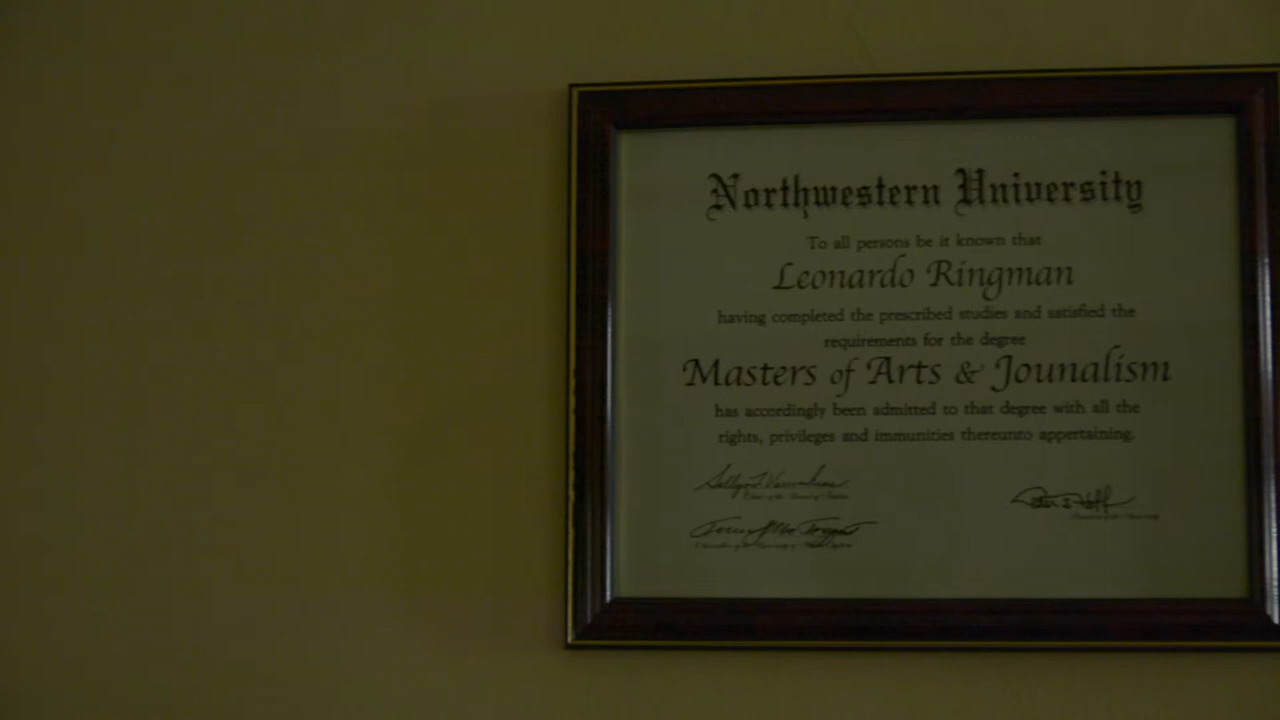 Northwestern University
To all persons be it known that
Leonardo Ringman
having completed the prescribed studies and satisfied the
requirements for the degree
Masters of Arts & Jounalism
has accordingly been admitted to that degree with all the
rights, privileges and immunities thereunto appertaining.